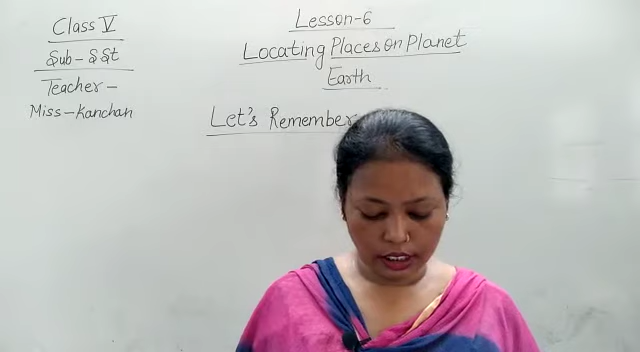 Class V
Sub - SSt
Teacher -
Miss - Kanchan
Lesson-6
Locating Places on Planet
Earth
Let's Remember